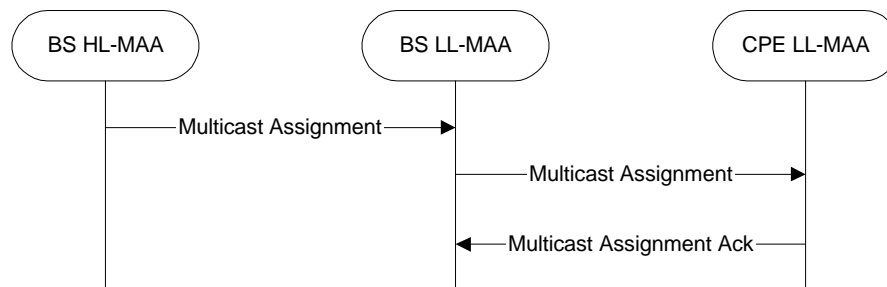 BS HL-MAA
BS LL-MAA
CPE LL-MAA
Multicast Assignment
Multicast Assignment
Multicast Assignment Ack